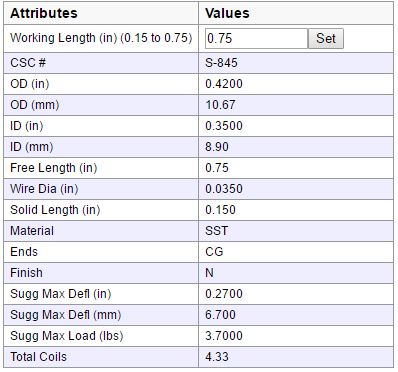 Attributes Values
Working Length (in) (0.15 to 0.75) 0.75 Set
CSC # S-845
OD (in) 0.4200
OD (mm) 10.67
ID (in) 0.3500
ID (mm) 8.90
Free Length (in) 0.75
Wire Dia (in) 0.0350
Solid Length (in) 0.150
Material SST
Ends CG
Finish N
Sugg Max Defl (in) 0.2700
Sugg Max Defl (mm) 6.700
Sugg Max Load (lbs) 3.7000
Total Coils 4.33